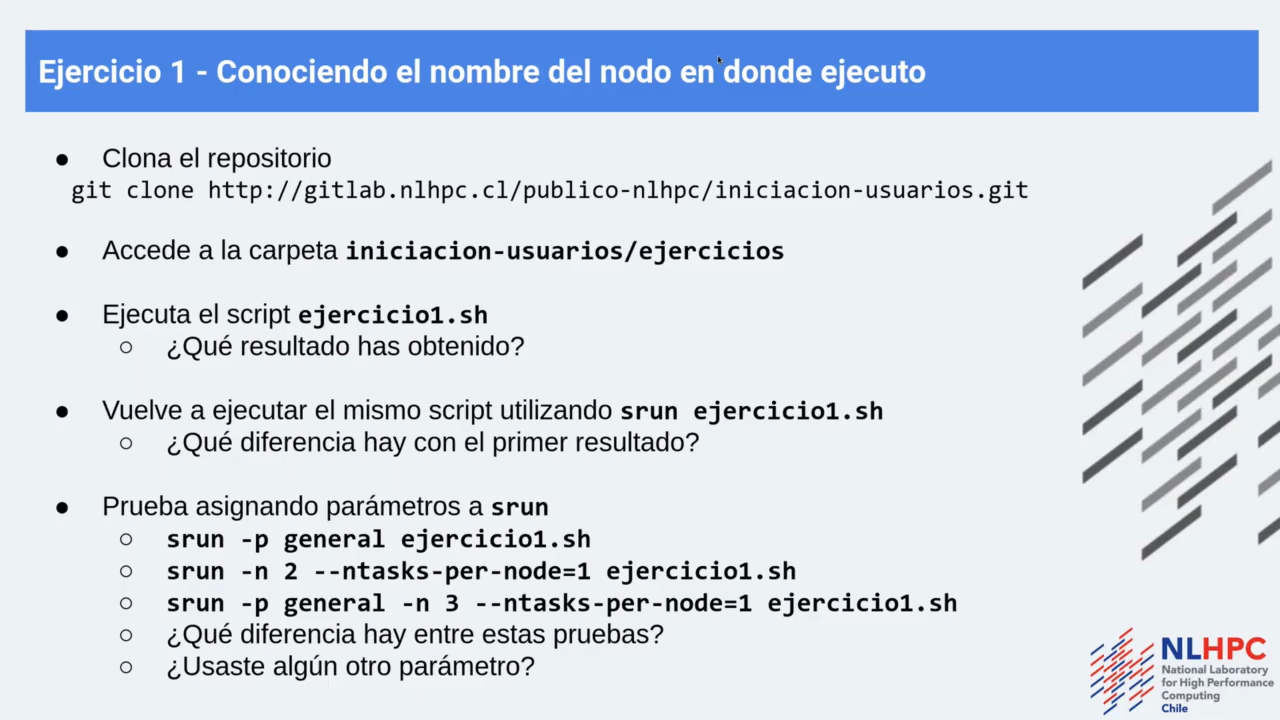 Ejercicio 1 - Conociendo el nombre del nodo en donde ejecuto
● Clona el repositorio
git clone http://gitlab.nlhpc.cl/publico-nlhpc/iniciacion-usuarios.git
● Accede a la carpeta iniciacion-usuarios/ejercicios
● Ejecuta el script ejercicio1.sh
○ ¿Qué resultado has obtenido?
● Vuelve a ejecutar el mismo script utilizando srun ejercicio1.sh
○ ¿Qué diferencia hay con el primer resultado?
● Prueba asignando parámetros a srun
○ srun -p general ejercicio1.sh
○ srun -n 2 --ntasks-per-node=1 ejercicio1.sh
○ srun -p general -n 3 --ntasks-per-node=1 ejercicio1.sh
○ ¿Qué diferencia hay entre estas pruebas?
○ ¿Usaste algún otro parámetro?
NLHPC
National Laboratory
for High Performance
Computing
Chile